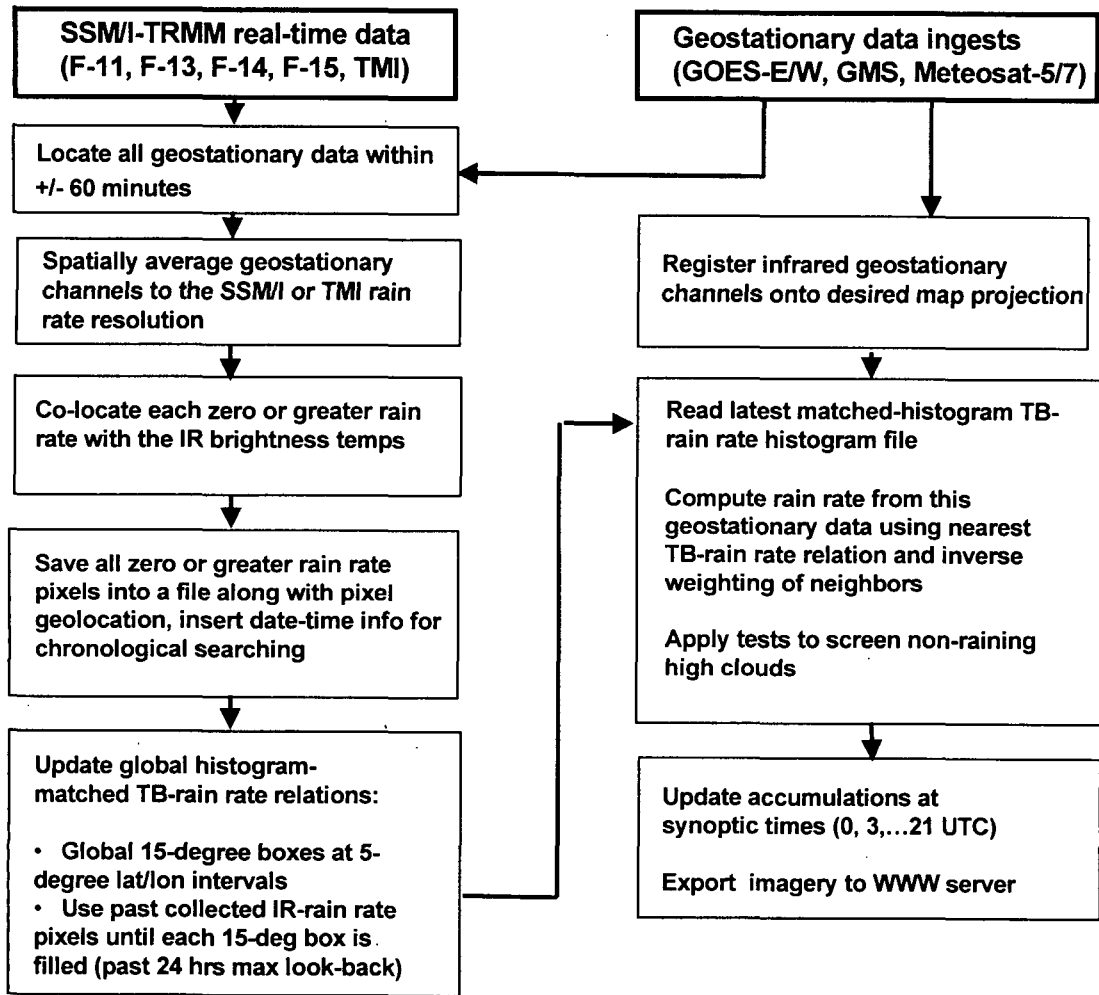 SSM/I-TRMM real-time data
(F-11, F-13, F-14, F-15, TMI)
Locate all geostationary data within
+/- 60 minutes
Spatially average geostationary
channels to the SSM/I or TMI rain
rate resolution
Co-locate each zero or greater rain
rate with the IR brightness temps
Save all zero or greater rain rate
pixels into a file along with pixel
geolocation, insert date-time info for
chronological searching
Update global histogram-
matched TB-rain rate relations:
• Global 15-degree boxes at 5-
degree lat/lon intervals
• Use past collected IR-rain rate
pixels until each 15-deg box is
filled (past 24 hrs max look-back)
Geostationary data ingests
(GOES-E/W, GMS, Meteosat-5/7)
Register infrared geostationary
channels onto desired map projection
Read latest matched-histogram TB-
rain rate histogram file
Compute rain rate from this
geostationary data using nearest
TB-rain rate relation and inverse
weighting of neighbors
Apply tests to screen non-raining
high clouds
Update accumulations at
synoptic times (0, 3,...21 UTC)
Export imagery to WWW server